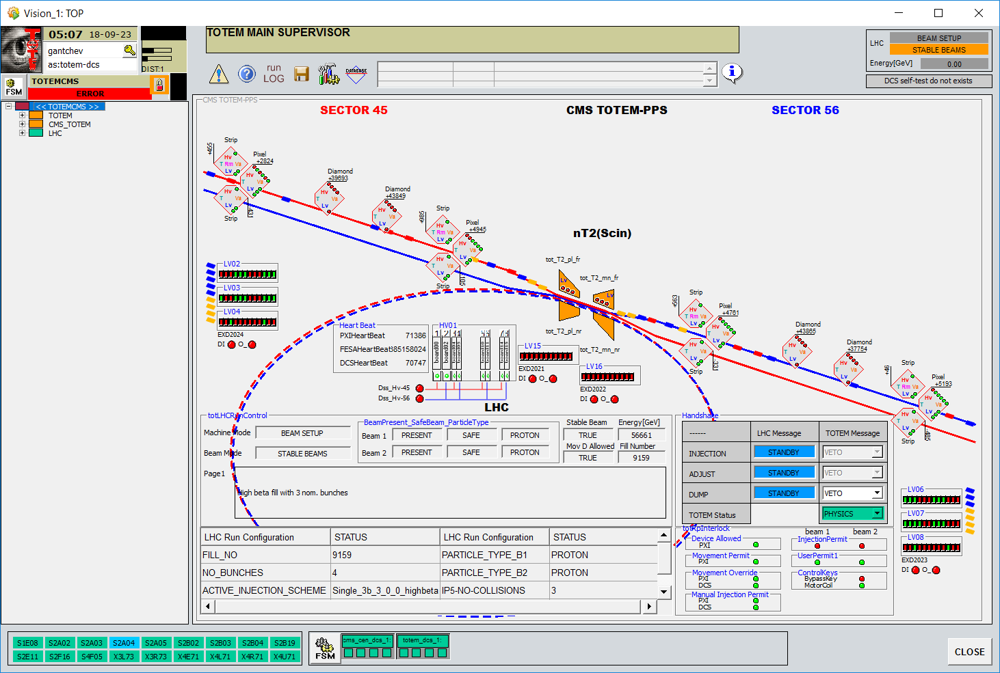 Vision_1: TOP
05:07 18-09-23
gantchev
as:totem-dcs
DIST:1
TOTEM MAIN SUPERVISOR
run
LOG
DATABASE
LHC
BEAM SETUP
STABLE BEAMS
Energy[GeV] 0.00
DCS self-test do not exists
FSM
TOTEMCMS
ERROR
<< TOTEMCMS >>
TOTEM
CMS_TOTEM
LHC
CMS TOTEM-PPS
SECTOR 45 CMS TOTEM-PPS SECTOR 56
Strip
+455
Hv
T Rm Va
Lv
Pixel
+2824
Hv
T Va
Lv
Hv
T Va
Lv
-431
Strip
Diamond
+39693
Hv
T Va
Lv
Diamond
+43849
Hv
T Va
Lv
Strip
+985
Hv
T Rm Va
Lv
Pixel
+4945
Hv
T Va
Lv
Hv
T Va
Lv
105
Strip
nT2(Scin)
tot_T2_pl_fr
Lv
tot_T2_mn_fr
Lv
tot_T2_pl_nr
tot_T2_mn_nr
Strip
+663
Hv
T Rm Va
Lv
Pixel
+4761
Hv
T Va
Lv
Hv
T Va
Lv
-331
Strip
Diamond
+43865
Hv
T Va
Lv
Diamond
+37754
Hv
T Va
Lv
Strip
+46
Hv
T Rm Va
Lv
Pixel
+5193
Hv
T Va
Lv
Hv
T Va
Lv
-485
Strip
LV02
LV03
LV04
EXD2024
DI O_
Heart Beat
PXIHeartBeat 71386
FESAHeartBeat 385158024
DCSHeartBeat 70747
HV01
board00
board02
Dss_Hv-45
Dss_Hv-56
LV15
EXD2021
DI O_
LV16
EXD2022
DI O_
LHC
totLHCRunControl
Machine Mode BEAM SETUP
Beam Mode STABLE BEAMS
BeamPresent_SafeBeam_ParticleType
Beam 1 PRESENT SAFE PROTON
Beam 2 PRESENT SAFE PROTON
Stable Beam Energy[GeV]
TRUE 56661
Mov D Allowed Fill Number
TRUE 9159
Page1
High beta fill with 3 nom. bunches
Handshake
------ LHC Message TOTEM Message
INJECTION STANDBY VETO
ADJUST STANDBY VETO
DUMP STANDBY VETO
TOTEM Status PHYSICS
LHC Run Configuration STATUS LHC Run Configuration STATUS
FILL_NO 9159 PARTICLE_TYPE_B1 PROTON
NO_BUNCHES 4 PARTICLE_TYPE_B2 PROTON
ACTIVE_INJECTION_SCHEME Single_3b_3_0_0_highbeta IP5-NO-COLLISIONS 3
totRpInterlock
Device Allowed
PXI
Movement Permit
PXI
Movement Override
PXI
DCS
Manual Injection Permit
PXI
DCS
beam 1 beam 2
InjectionPermit
UserPermit1
ControlKeys
BypassKey
MotorCoil
LV06
LV07
LV08
EXD2023
DI O_
S1E08 S2A02 S2A03 S2A04 S2A05 S2B02 S2B03 S2B04 S2B19
S2E11 S2F16 S4F05 X3L73 X3R73 X4E71 X4L71 X4R71 X4U71
FSM
cms_cen_dcs_1:
totem_dcs_1:
CLOSE